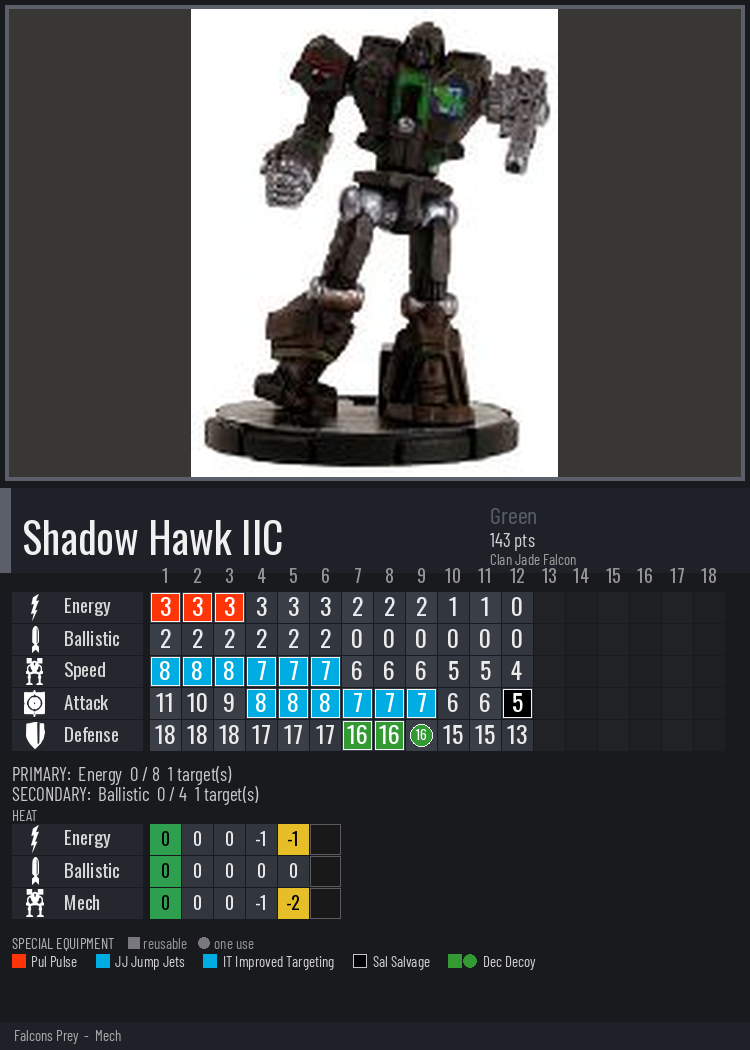 Shadow Hawk IIC
Green
143 pts
Clan Jade Falcon
1 2 3 4 5 6 7 8 9 10 11 12 13 14 15 16 17 18
Energy 3 3 3 3 3 3 2 2 2 1 1 0
Ballistic 2 2 2 2 2 2 0 0 0 0 0 0
Speed 8 8 8 7 7 7 6 6 6 5 5 4
Attack 11 10 9 8 8 8 7 7 7 6 6 5
Defense 18 18 18 17 17 17 16 16 16 15 15 13
PRIMARY: Energy 0 / 8 1 target(s)
SECONDARY: Ballistic 0 / 4 1 target(s)
HEAT
Energy 0 0 0 -1 -1
Ballistic 0 0 0 0 0
Mech 0 0 0 -1 -2
SPECIAL EQUIPMENT reusable one use
Pul Pulse JJ Jump Jets IT Improved Targeting Sal Salvage Dec Decoy
Falcons Prey - Mech